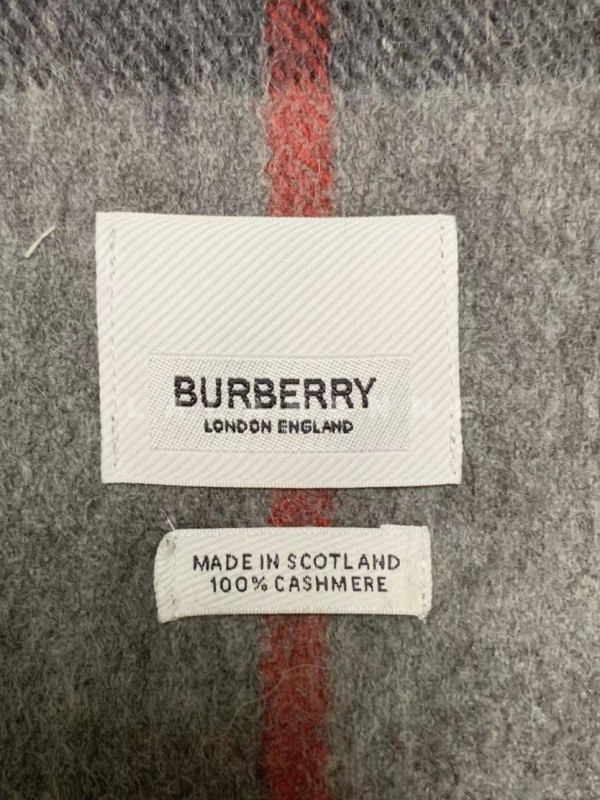 BURBERRY
LONDON ENGLAND
MADE IN SCOTLAND
100% CASHMERE